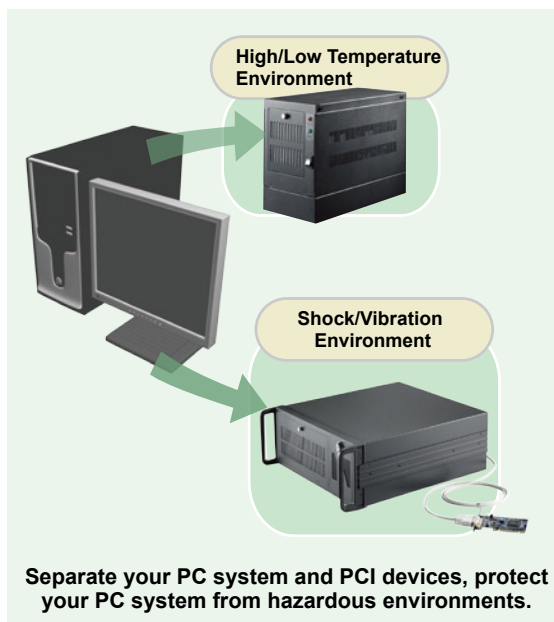 High/Low Temperature
Environment
Shock/Vibration
Environment
Separate your PC system and PCI devices, protect
your PC system from hazardous environments.